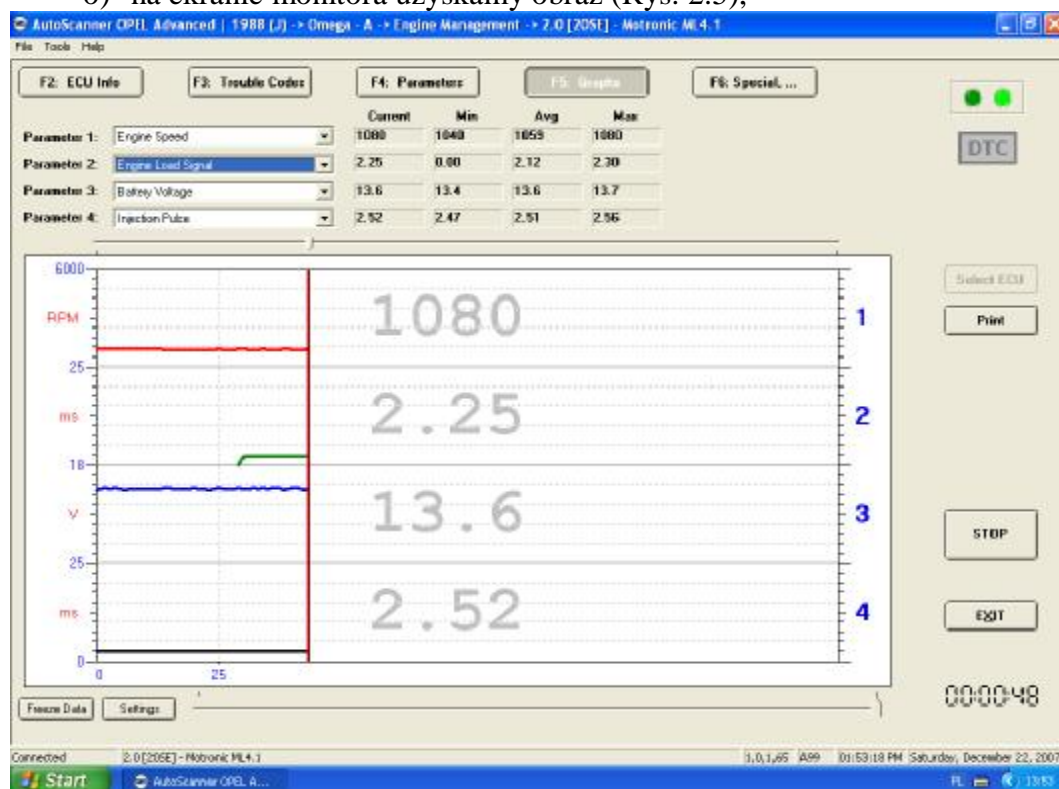 na ekranie monitora uzyskamy obraz (Rys. 2.5);
AutoScanner OPEL Advanced | 1988 (J) -> Omega - A -> Engine Management -> 2.0 [20SE] - Motronic ML4.1
File Tools Help
F2: ECU Info F3: Trouble Codes F4: Parameters F5: Graphs F6: Special, ...
Current Min Avg Max
Parameter 1: Engine Speed 1080 1040 1059 1080
Parameter 2: Engine Load Signal 2.25 0.00 2.12 2.30
Parameter 3: Battery Voltage 13.6 13.4 13.6 13.7
Parameter 4: Injection Pulse 2.52 2.47 2.51 2.56
DTC
6000
RPM 1080 1
25
ms 2.25 2
18
V 13.6 3
25
ms 2.52 4
0
0 25
Select ECU
Print
STOP
EXIT
00:00:48
Freeze Data Settings
Connected 2.0 [20SE] - Motronic ML4.1 1,0,1,65 A99 01:53:18 PM Saturday, December 22, 2007
Start AutoScanner OPEL A... PL 13:53